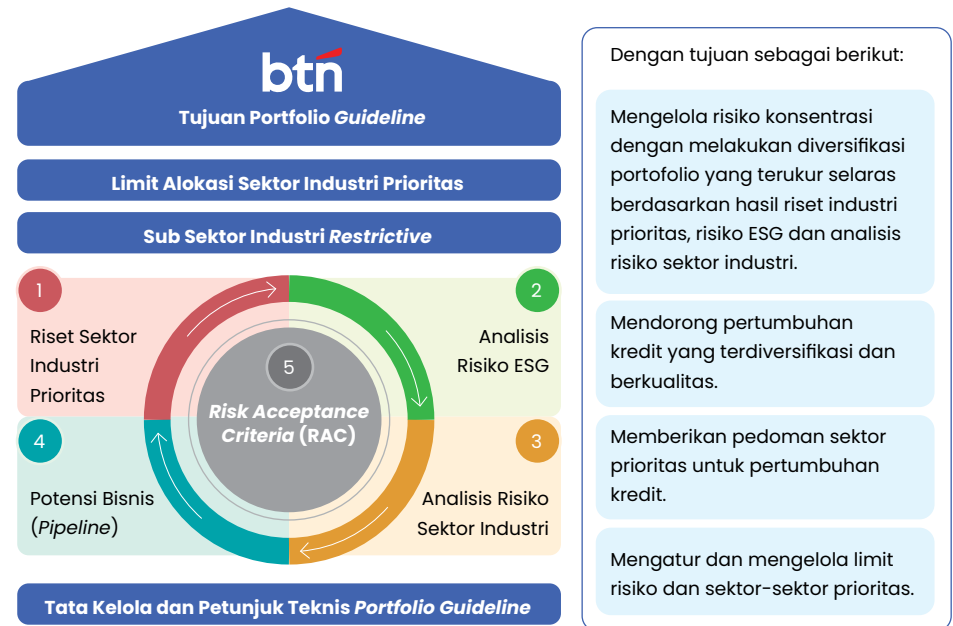 btn
Tujuan Portfolio Guideline
Limit Alokasi Sektor Industri Prioritas
Sub Sektor Industri Restrictive
1
Riset Sektor
Industri
Prioritas
2
Analisis
Risiko ESG
5
Risk Acceptance
Criteria (RAC)
4
Potensi Bisnis
(Pipeline)
3
Analisis Risiko
Sektor Industri
Tata Kelola dan Petunjuk Teknis Portfolio Guideline
Dengan tujuan sebagai berikut:
Mengelola risiko konsentrasi
dengan melakukan diversifikasi
portofolio yang terukur selaras
berdasarkan hasil riset industri
prioritas, risiko ESG dan analisis
risiko sektor industri.
Mendorong pertumbuhan
kredit yang terdiversifikasi dan
berkualitas.
Memberikan pedoman sektor
prioritas untuk pertumbuhan
kredit.
Mengatur dan mengelola limit
risiko dan sektor-sektor prioritas.